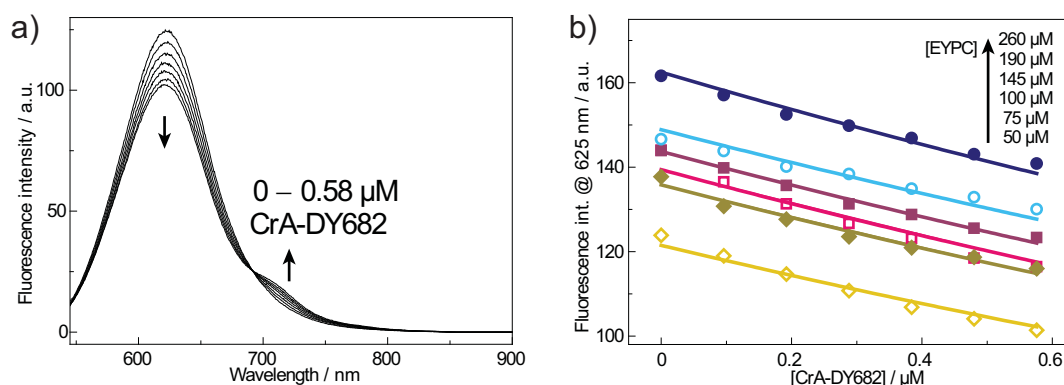 a)
Fluorescence intensity / a.u.
100
50
0
0 – 0.58 µM
CrA-DY682
600
700
800
900
Wavelength / nm
b)
Fluorescence int. @ 625 nm / a.u.
160
140
120
100
[EYPC]
260 µM
190 µM
145 µM
100 µM
75 µM
50 µM
0
0.2
0.4
0.6
[CrA-DY682] / µM